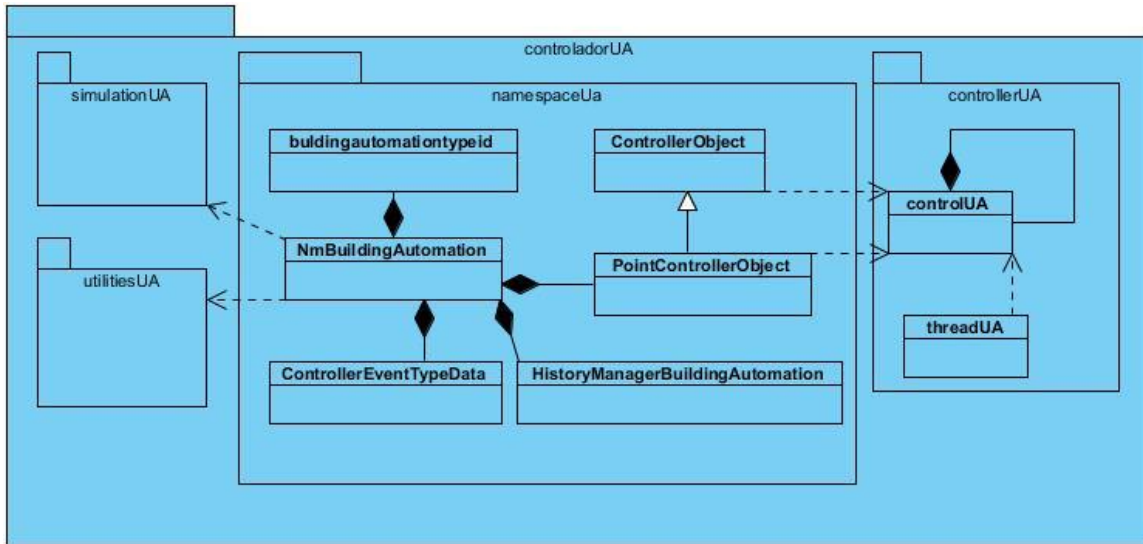 controladorUA
simulationUA
namespaceUa
controllerUA
buldingautomationtypeid
ControllerObject
controlUA
NmBuildingAutomation
PointControllerObject
utilitiesUA
threadUA
ControllerEventTypeData
HistoryManagerBuildingAutomation